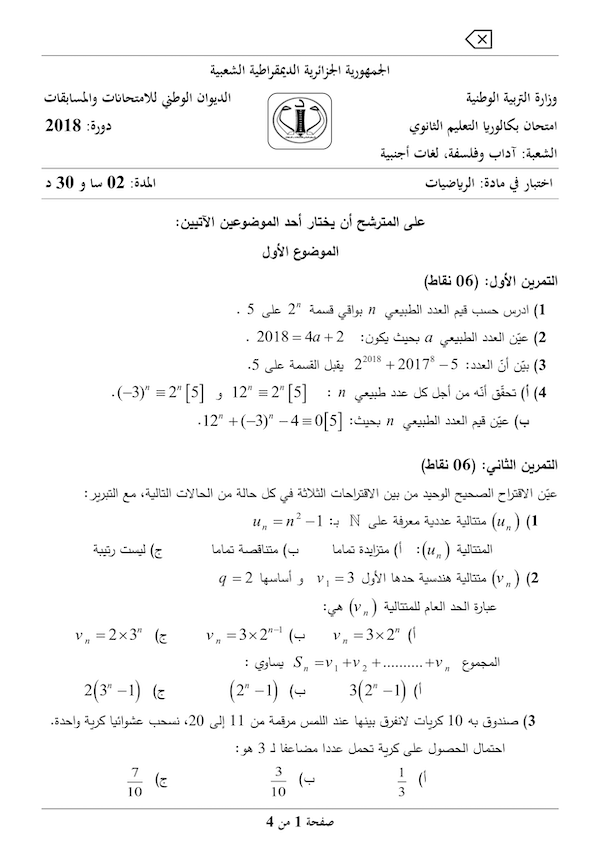 الجمهورية الجزائرية الديمقراطية الشعبية
وزارة التربية الوطنية الديوان الوطني للامتحانات والمسابقات
امتحان بكالوريا التعليم الثانوي دورة: 2018
الشعبة: آداب وفلسفة، لغات أجنبية
اختبار في مادة: الرياضيات المدة: 02 سا و 30 د
على المترشح أن يختار أحد الموضوعين الآتيين:
الموضوع الأول
التمرين الأول: (06 نقاط)
1) ادرس حسب قيم العدد الطبيعي n بواقي قسمة 2^n على 5 .
2) عيّن العدد الطبيعي a بحيث يكون: 2018 = 4a + 2 .
3) بيّن أنّ العدد: 2^2018 + 2017^8 − 5 يقبل القسمة على 5.
4) أ) تحقّق أنّه من أجل كل عدد طبيعي n : 12^n ≡ 2^n [5] و (−3)^n ≡ 2^n [5].
ب) عيّن قيم العدد الطبيعي n بحيث: 12^n + (−3)^n − 4 ≡ 0[5].
التمرين الثاني: (06 نقاط)
عيّن الاقتراح الصحيح الوحيد من بين الاقتراحات الثلاثة في كل حالة من الحالات التالية، مع التبرير:
1) (u_n) متتالية عددية معرفة على ℕ بـ: u_n = n^2 − 1
المتتالية (u_n): أ) متزايدة تماما ب) متناقصة تماما ج) ليست رتيبة
2) (v_n) متتالية هندسية حدها الأول v_1 = 3 و أساسها q = 2
عبارة الحد العام للمتتالية (v_n) هي:
أ) v_n = 3×2^n ب) v_n = 3×2^(n−1) ج) v_n = 2×3^n
المجموع S_n = v_1 + v_2 + .......... + v_n يساوي :
أ) 3(2^n − 1) ب) (2^n − 1) ج) 2(3^n − 1)
3) صندوق به 10 كريات لانفرق بينها عند اللمس مرقمة من 11 إلى 20، نسحب عشوائيا كرية واحدة.
احتمال الحصول على كرية تحمل عددا مضاعفا لـ 3 هو:
أ) 1/3 ب) 3/10 ج) 7/10
صفحة 1 من 4